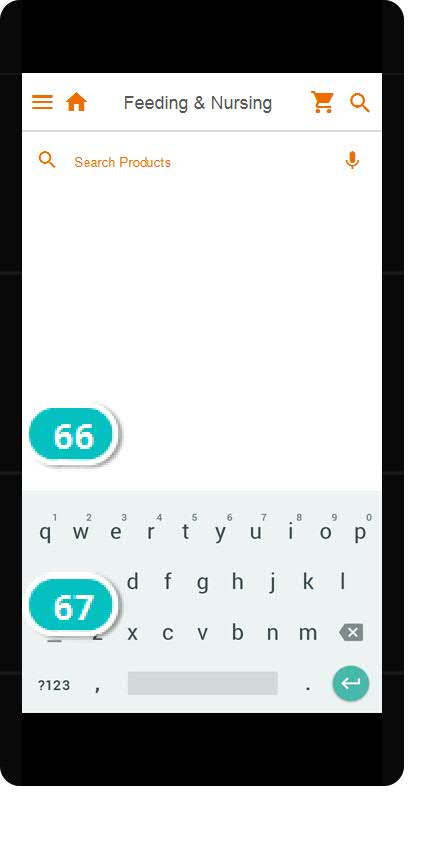 Feeding & Nursing
Search Products
66
1 2 3 4 5 6 7 8 9 0
q w e r t y u i o p
d f g h j k l
67
z x c v b n m
?123 , .